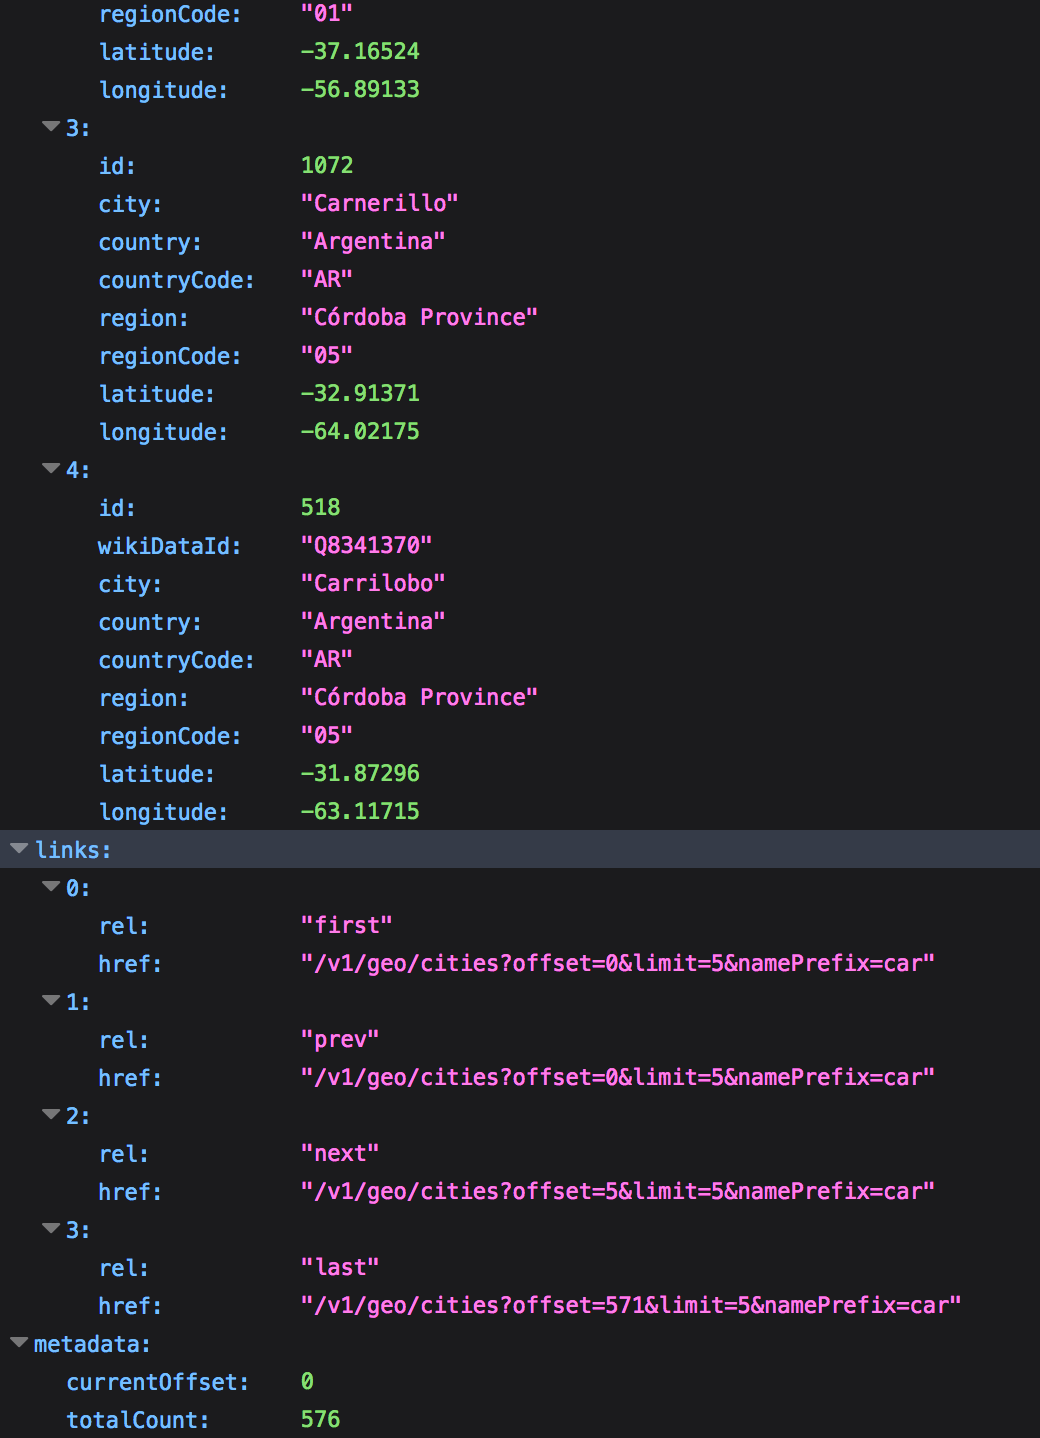 regionCode: "01"
latitude: -37.16524
longitude: -56.89133
3:
id: 1072
city: "Carnerillo"
country: "Argentina"
countryCode: "AR"
region: "Córdoba Province"
regionCode: "05"
latitude: -32.91371
longitude: -64.02175
4:
id: 518
wikiDataId: "Q8341370"
city: "Carrilobo"
country: "Argentina"
countryCode: "AR"
region: "Córdoba Province"
regionCode: "05"
latitude: -31.87296
longitude: -63.11715
links:
0:
rel: "first"
href: "/v1/geo/cities?offset=0&limit=5&namePrefix=car"
1:
rel: "prev"
href: "/v1/geo/cities?offset=0&limit=5&namePrefix=car"
2:
rel: "next"
href: "/v1/geo/cities?offset=5&limit=5&namePrefix=car"
3:
rel: "last"
href: "/v1/geo/cities?offset=571&limit=5&namePrefix=car"
metadata:
currentOffset: 0
totalCount: 576